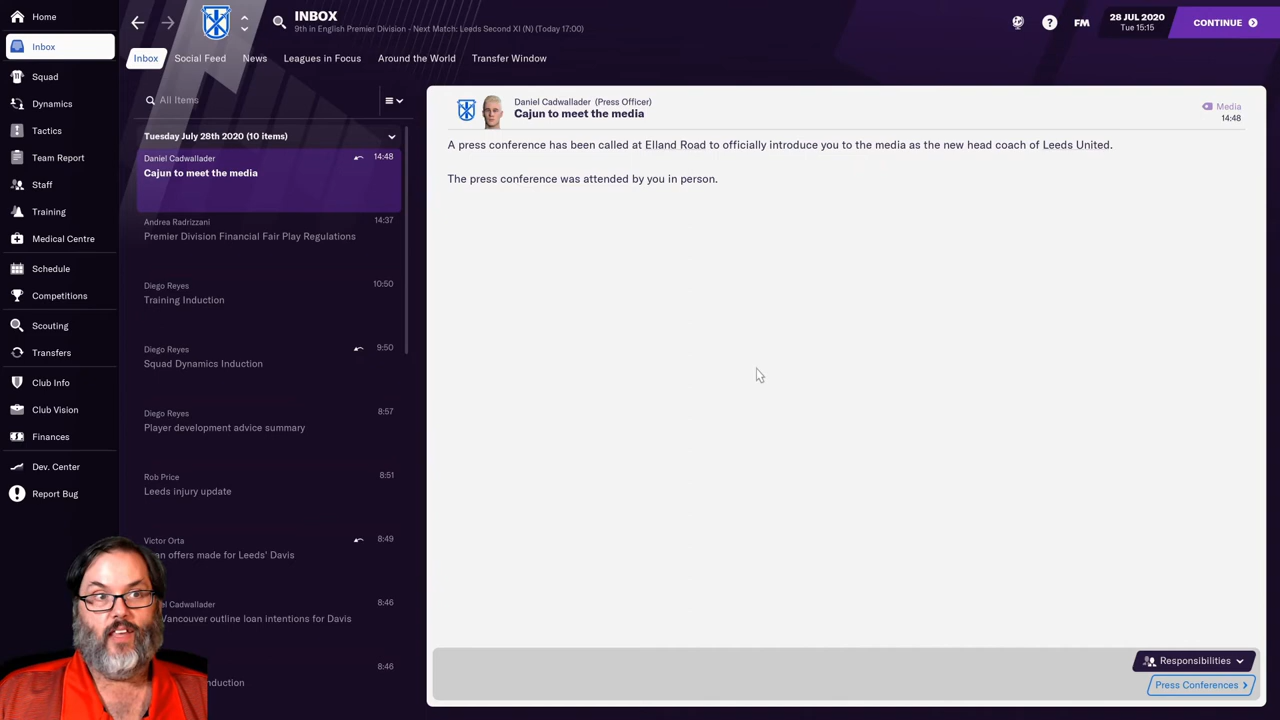 Home
Inbox
Squad
Dynamics
Tactics
Team Report
Staff
Training
Medical Centre
Schedule
Competitions
Scouting
Transfers
Club Info
Club Vision
Finances
Dev. Center
Report Bug
INBOX
9th in English Premier Division - Next Match: Leeds Second XI (N) (Today 17:00)
FM
28 JUL 2020
Tue 15:15
CONTINUE
Inbox
Social Feed
News
Leagues in Focus
Around the World
Transfer Window
All Items
Tuesday July 28th 2020 (10 items)
Daniel Cadwallader 14:48
Cajun to meet the media
Andrea Radrizzani 14:37
Premier Division Financial Fair Play Regulations
Diego Reyes 10:50
Training Induction
Diego Reyes 9:50
Squad Dynamics Induction
Diego Reyes 8:57
Player development advice summary
Rob Price 8:51
Leeds injury update
Victor Orta 8:49
an offers made for Leeds' Davis
Cadwallader 8:46
Vancouver outline loan intentions for Davis
8:46
duction
Daniel Cadwallader (Press Officer)
Cajun to meet the media
Media
14:48
A press conference has been called at Elland Road to officially introduce you to the media as the new head coach of Leeds United.
The press conference was attended by you in person.
Responsibilities
Press Conferences